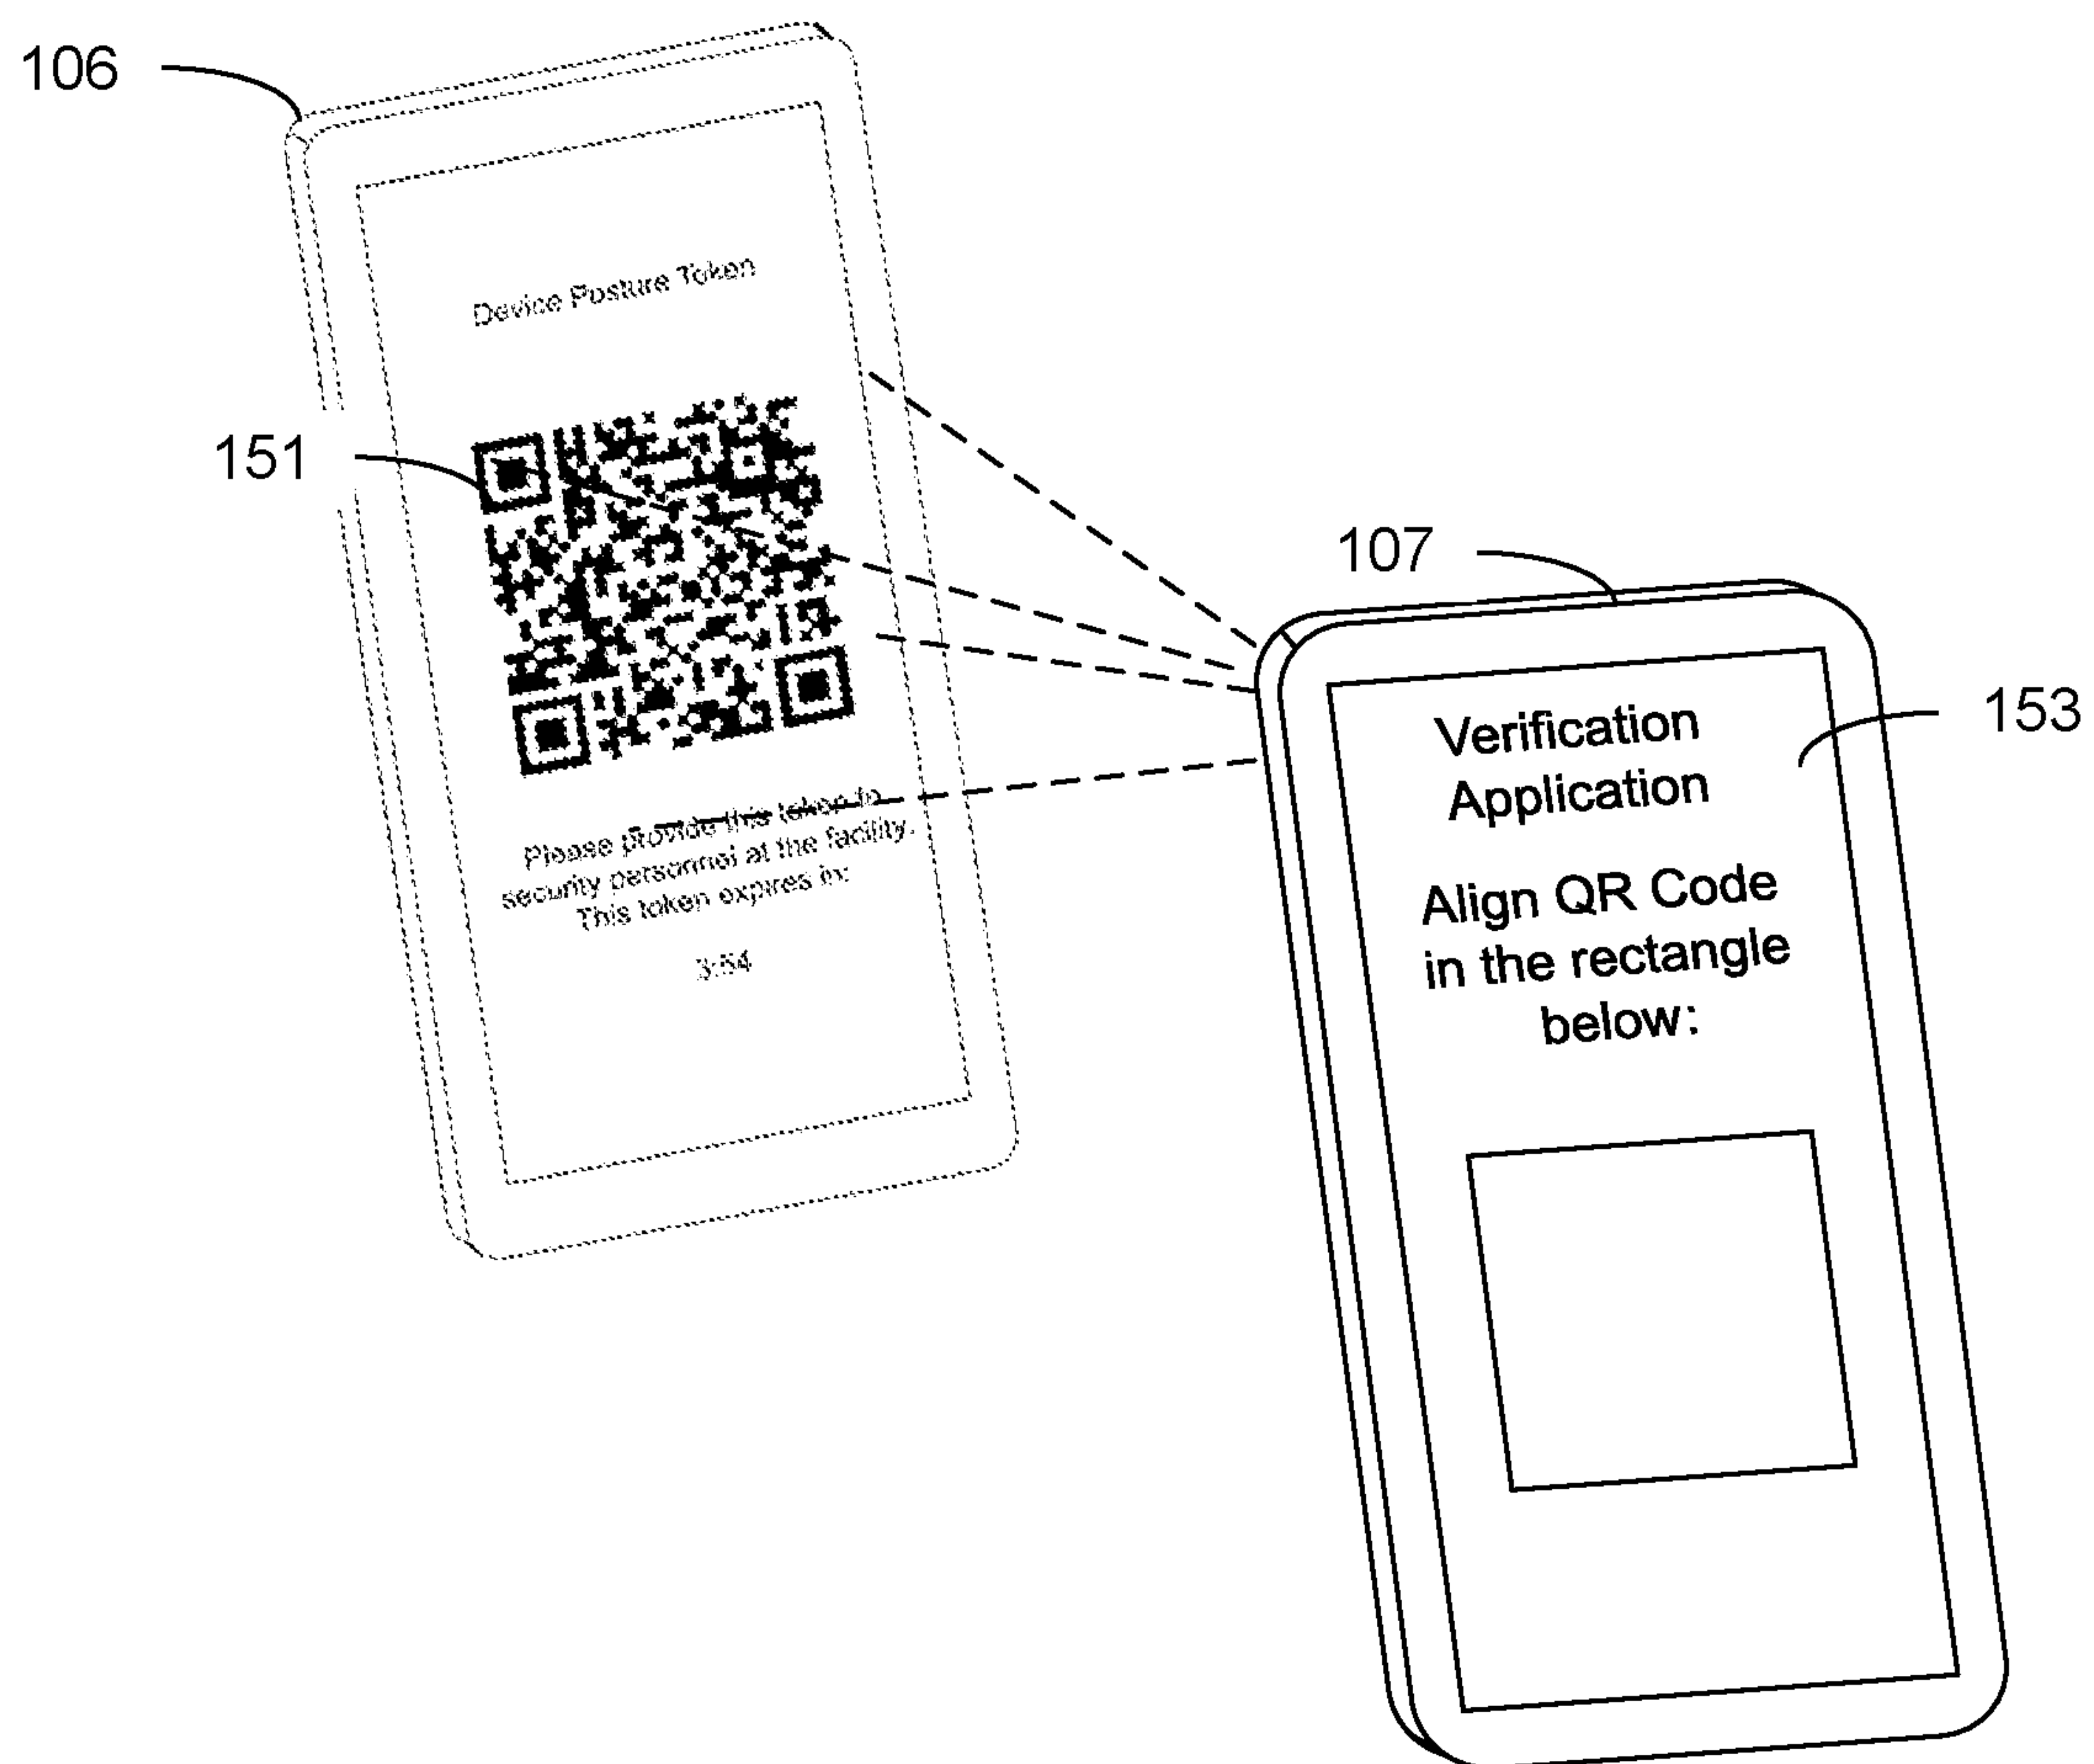 106
Device Posture Token
151
Please provide this token to
security personnel at the facility.
This token expires in:
3:54
107
153
Verification
Application
Align QR Code
in the rectangle
below: